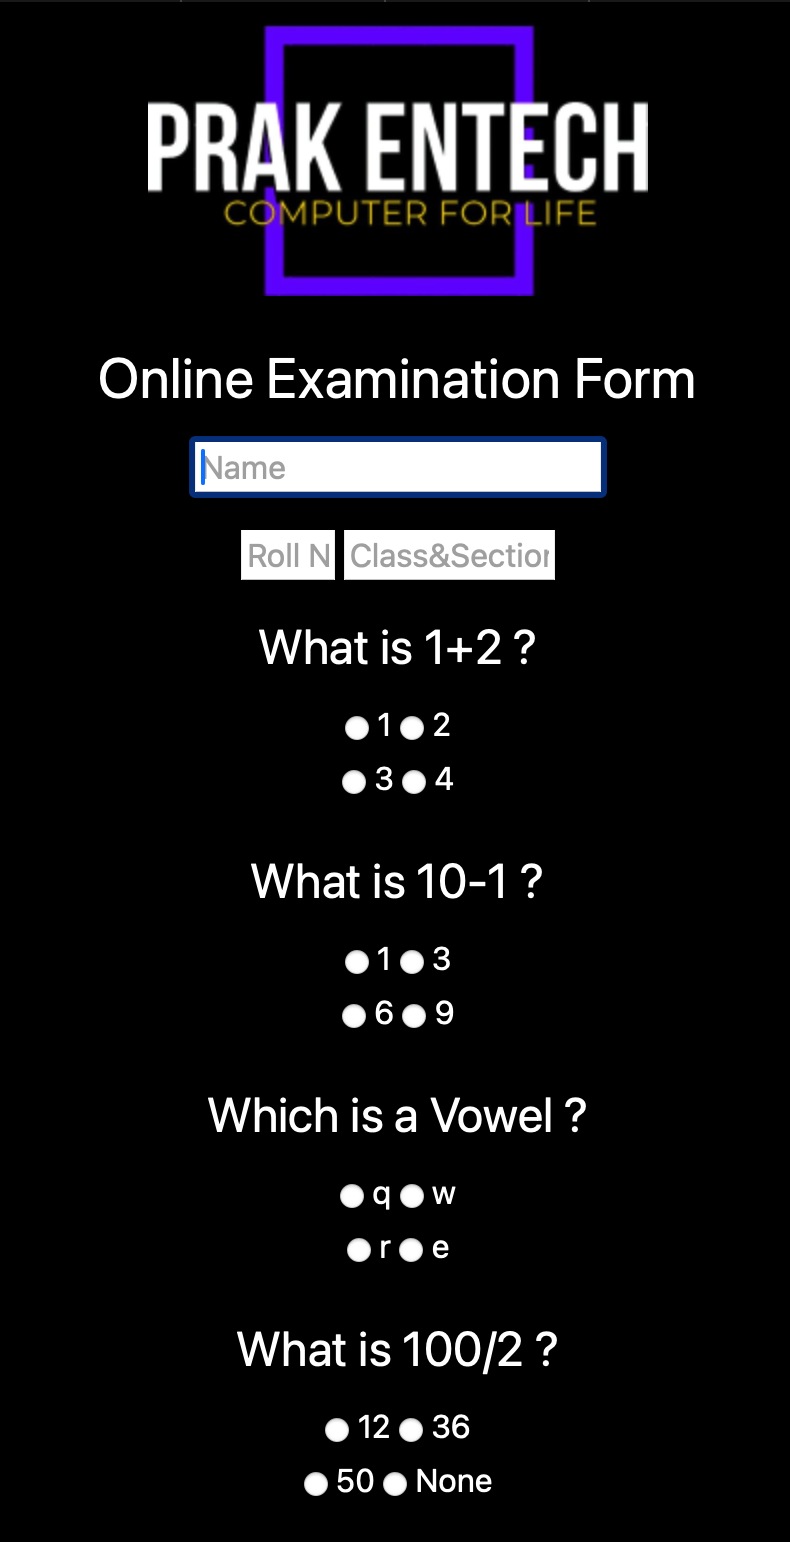 PRAK ENTECH
COMPUTER FOR LIFE
Online Examination Form
Name
Roll N Class&Section
What is 1+2 ?
1 2
3 4
What is 10-1 ?
1 3
6 9
Which is a Vowel ?
q w
r e
What is 100/2 ?
12 36
50 None